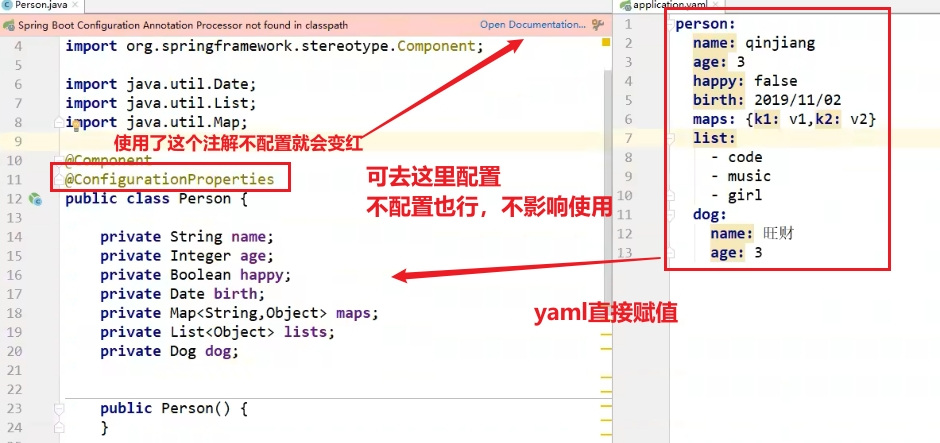 Person.java
application.yaml
Spring Boot Configuration Annotation Processor not found in classpath
Open Documentation...
4 import org.springframework.stereotype.Component;
5
6 import java.util.Date;
7 import java.util.List;
8 import java.util.Map;
9
使用了这个注解不配置就会变红
10 @Component
11 @ConfigurationProperties
12 public class Person {
可去这里配置
不配置也行，不影响使用
14 private String name;
15 private Integer age;
16 private Boolean happy;
17 private Date birth;
18 private Map<String,Object> maps;
19 private List<Object> lists;
20 private Dog dog;
yaml直接赋值
21
22
23 public Person() {
24 }
1 person:
2 name: qinjiang
3 age: 3
4 happy: false
5 birth: 2019/11/02
6 maps: {k1: v1,k2: v2}
7 list:
8 - code
9 - music
10 - girl
11 dog:
12 name: 旺财
13 age: 3